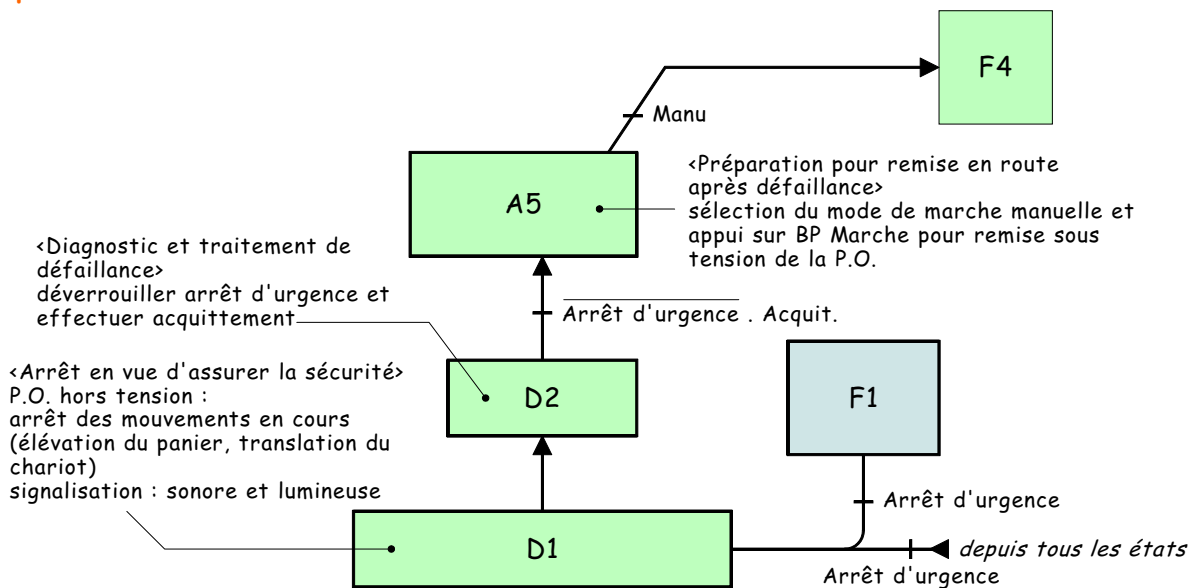 F4
Manu
A5
<Préparation pour remise en route
après défaillance>
sélection du mode de marche manuelle et
appui sur BP Marche pour remise sous
tension de la P.O.
<Diagnostic et traitement de
défaillance>
déverrouiller arrêt d'urgence et
effectuer acquittement
Arrêt d'urgence . Acquit.
<Arrêt en vue d'assurer la sécurité>
P.O. hors tension :
arrêt des mouvements en cours
(élévation du panier, translation du
chariot)
signalisation : sonore et lumineuse
D2
F1
Arrêt d'urgence
D1
depuis tous les états
Arrêt d'urgence